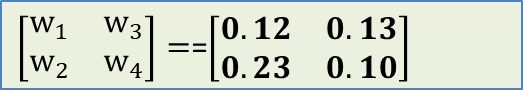 [w₁ w₃] ==[0.12 0.13]
[w₂ w₄] [0.23 0.10]